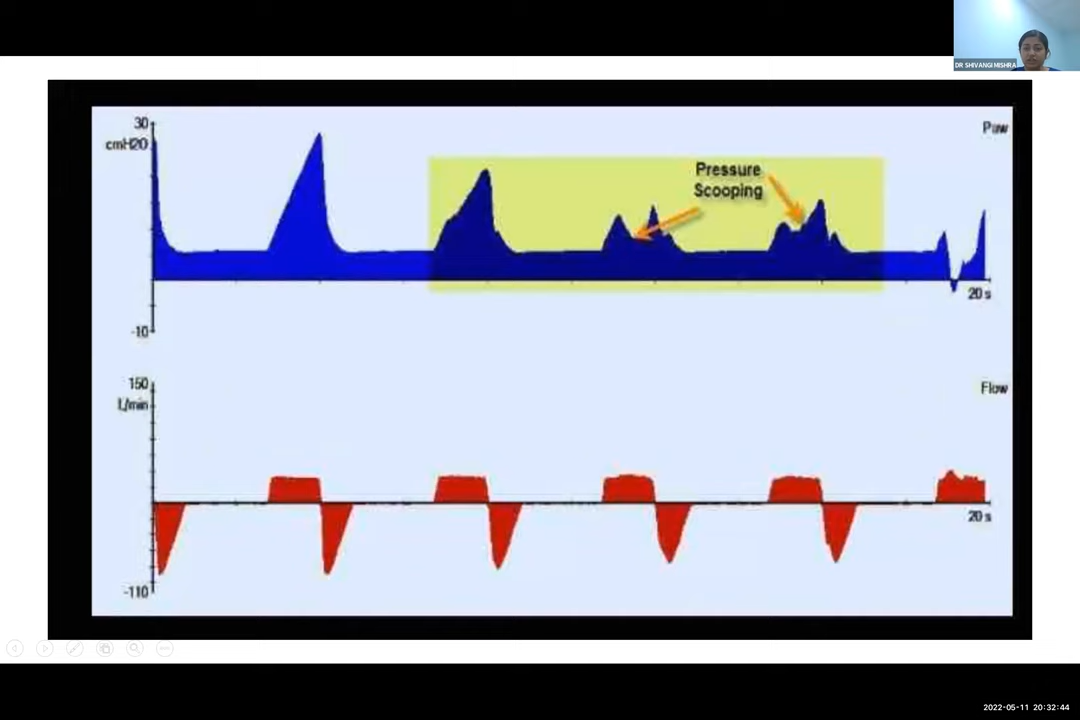 DR SHIVANGI MISHRA
30
cmH2O
Paw
Pressure
Scooping
20 s
-10
150
L/min
Flow
20 s
-110
2022-05-11 20:32:44